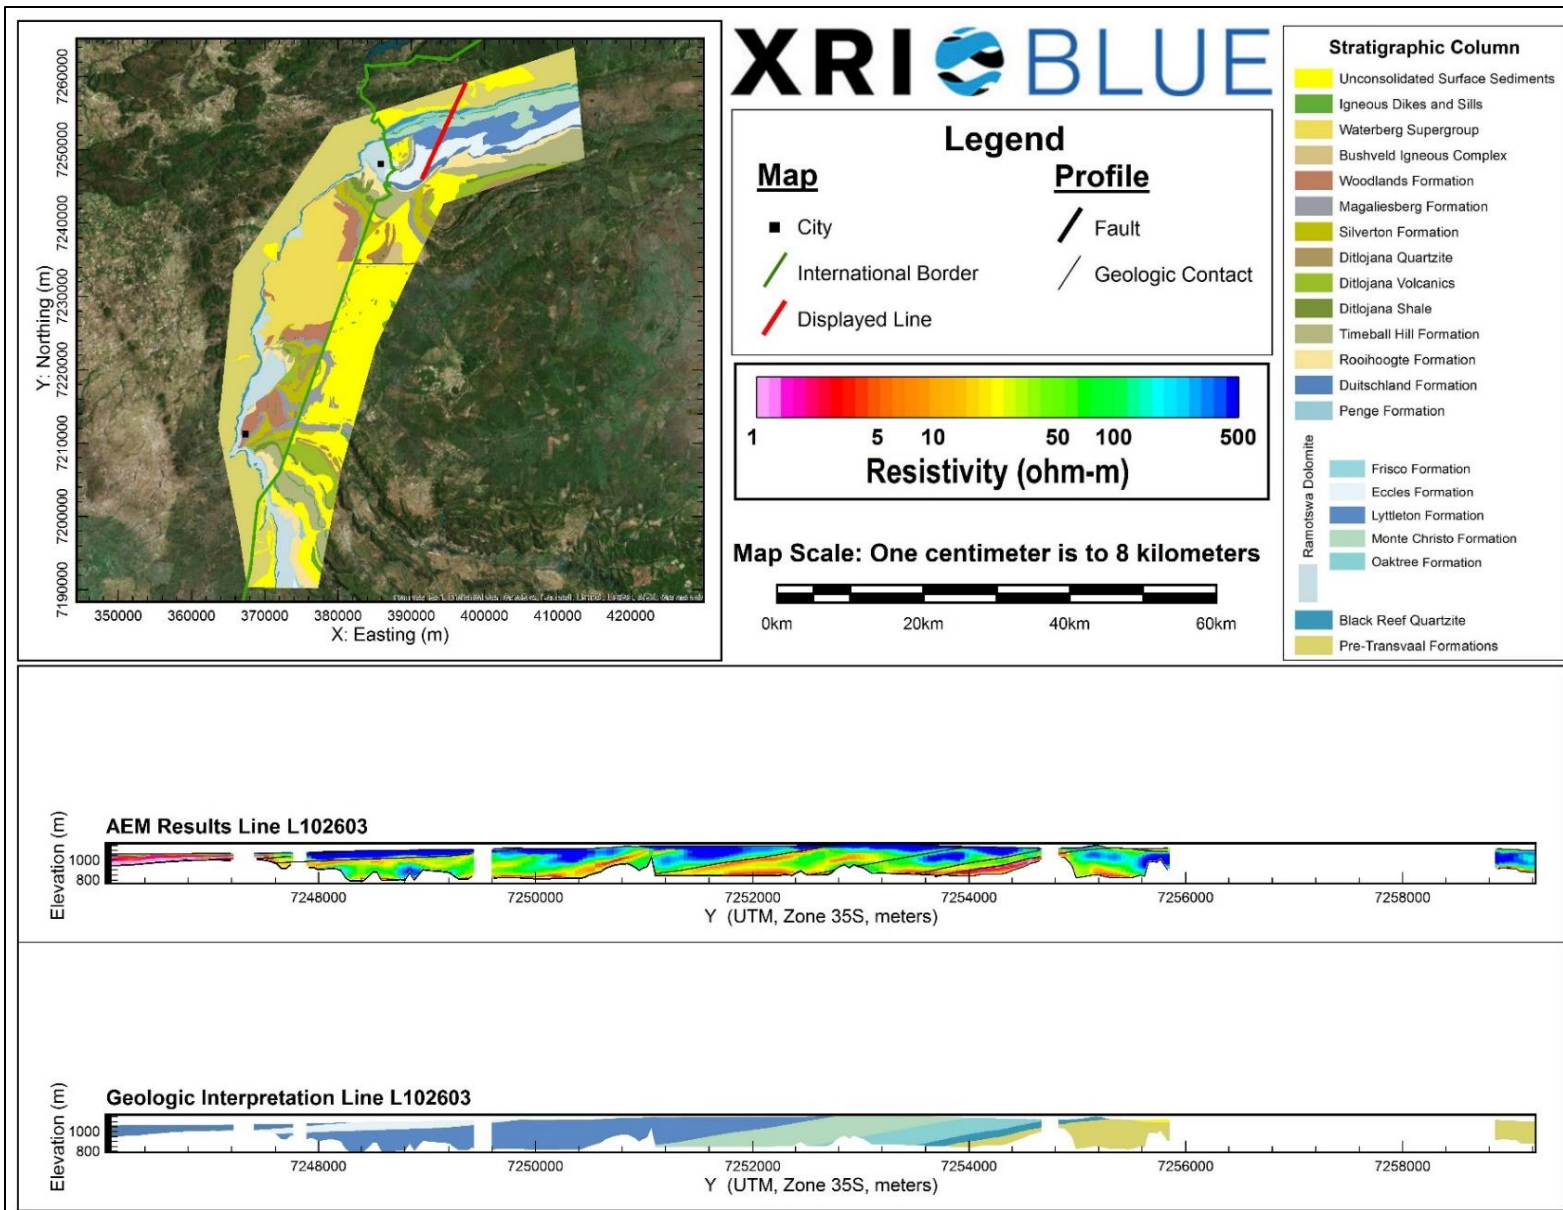 7190000 7200000 7210000 7220000 7230000 7240000 7250000 7260000
Y: Northing (m)
350000 360000 370000 380000 390000 400000 410000 420000
X: Easting (m)
XRI BLUE
Legend
Map
City
International Border
Displayed Line
Profile
Fault
Geologic Contact
1 5 10 50 100 500
Resistivity (ohm-m)
Map Scale: One centimeter is to 8 kilometers
0km 20km 40km 60km
Stratigraphic Column
Unconsolidated Surface Sediments
Igneous Dikes and Sills
Waterberg Supergroup
Bushveld Igneous Complex
Woodlands Formation
Magaliesberg Formation
Silverton Formation
Ditlojana Quartzite
Ditlojana Volcanics
Ditlojana Shale
Timeball Hill Formation
Rooihoogte Formation
Duitschland Formation
Penge Formation
Ramotswa Dolomite
Frisco Formation
Eccles Formation
Lyttleton Formation
Monte Christo Formation
Oaktree Formation
Black Reef Quartzite
Pre-Transvaal Formations
AEM Results Line L102603
Elevation (m)
1000
800
7248000 7250000 7252000 7254000 7256000 7258000
Y (UTM, Zone 35S, meters)
Geologic Interpretation Line L102603
Elevation (m)
1000
800
7248000 7250000 7252000 7254000 7256000 7258000
Y (UTM, Zone 35S, meters)